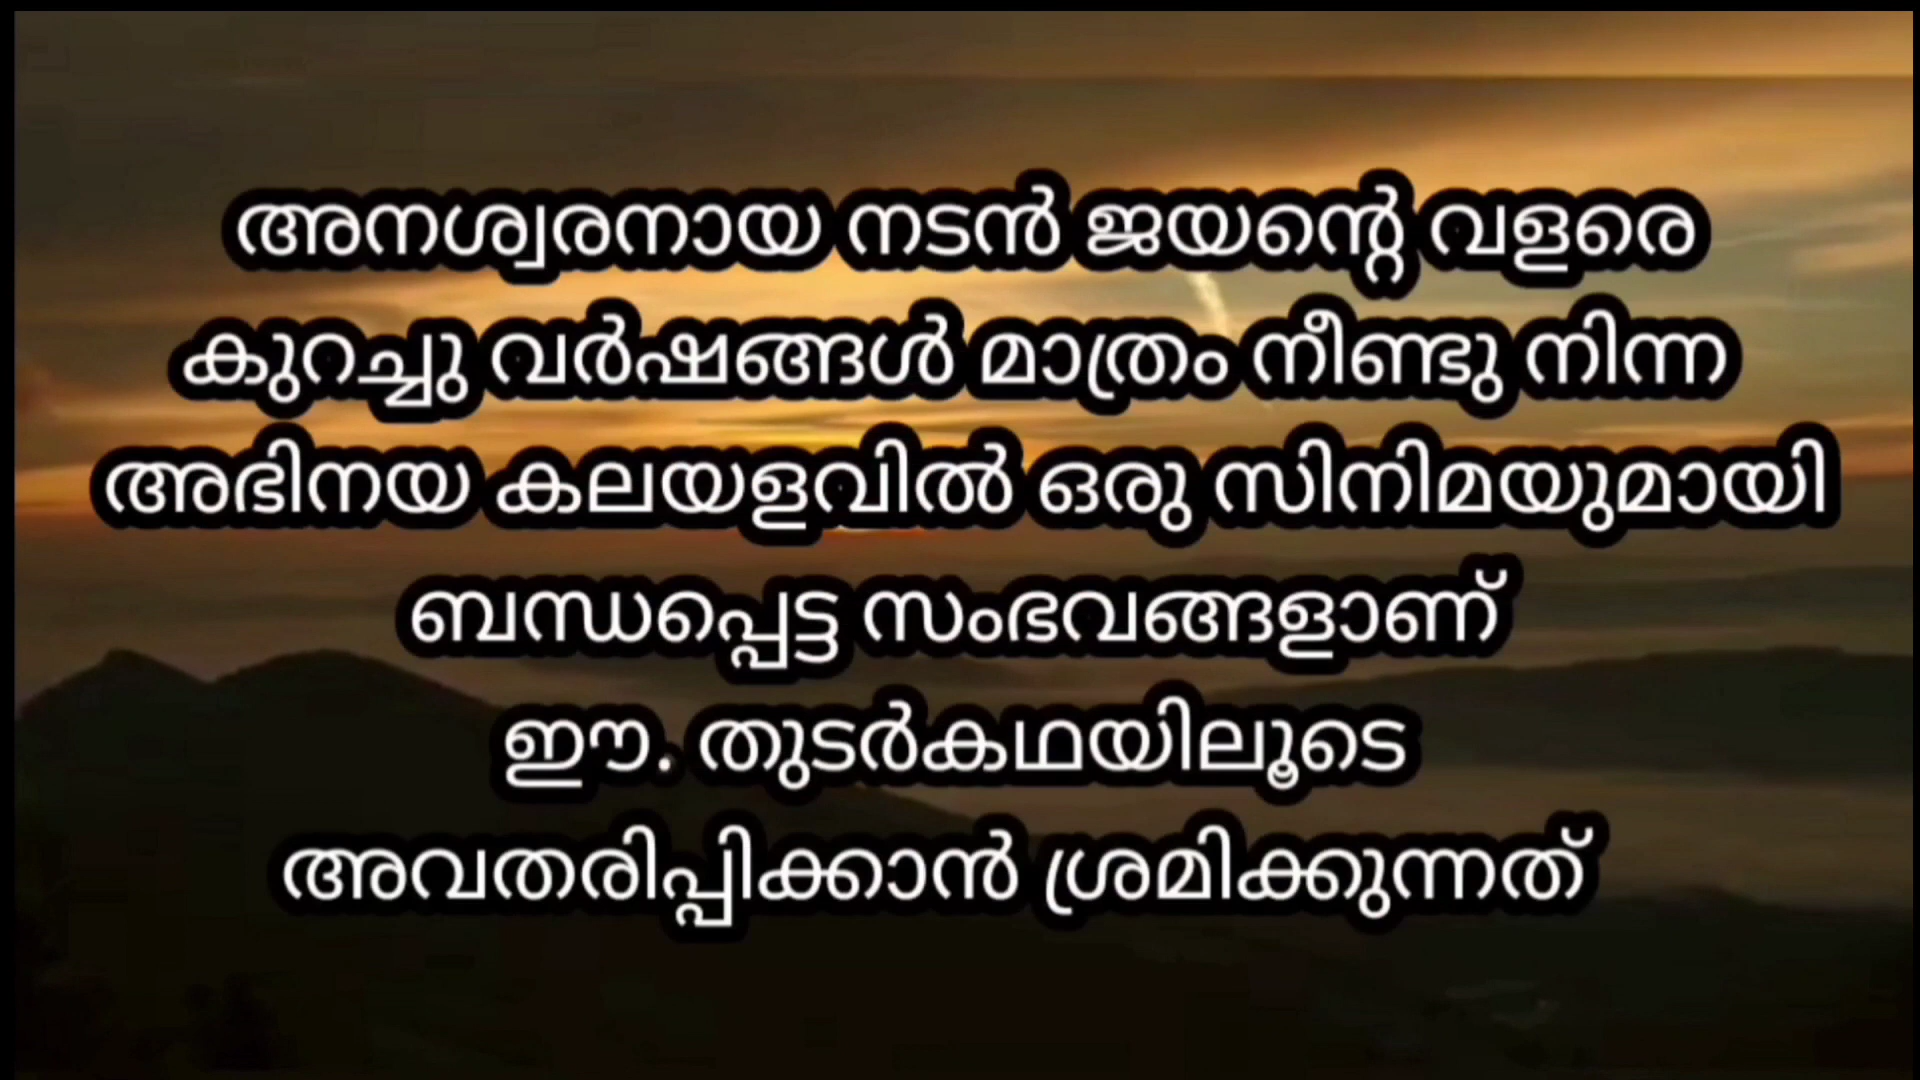 അനശ്വരനായ നടൻ ജയന്റെ വളരെ
കുറച്ചു വർഷങ്ങൾ മാത്രം നീണ്ടു നിന്ന
അഭിനയ കലയളവിൽ ഒരു സിനിമയുമായി
ബന്ധപ്പെട്ട സംഭവങ്ങളാണ്
ഈ. തുടർകഥയിലൂടെ
അവതരിപ്പിക്കാൻ ശ്രമിക്കുന്നത്